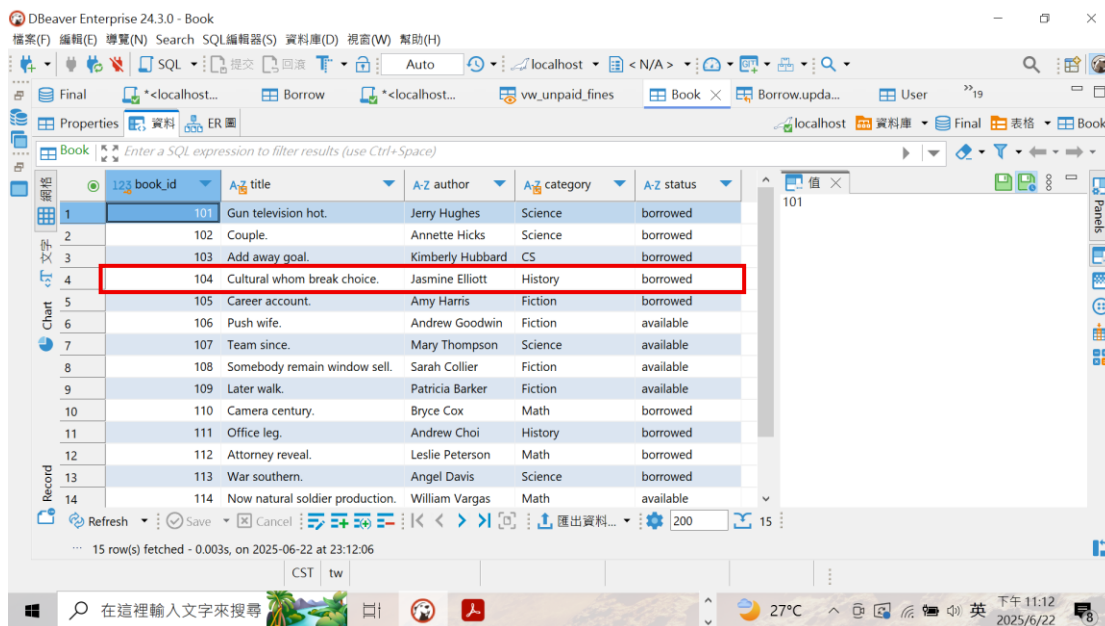 DBeaver Enterprise 24.3.0 - Book
檔案(F) 編輯(E) 導覽(N) Search SQL編輯器(S) 資料庫(D) 視窗(W) 幫助(H)
SQL 提交 回滾 Auto localhost < N/A >
Final *<localhost... Borrow *<localhost... vw_unpaid_fines Book Borrow.upda... User »19
Properties 資料 ER 圖 localhost 資料庫 Final 表格 Book
Book Enter a SQL expression to filter results (use Ctrl+Space)
網格 123 book_id A-Z title A-Z author A-Z category A-Z status 值
1 101 Gun television hot. Jerry Hughes Science borrowed 101
2 102 Couple. Annette Hicks Science borrowed
文字 3 103 Add away goal. Kimberly Hubbard CS borrowed
4 104 Cultural whom break choice. Jasmine Elliott History borrowed
5 105 Career account. Amy Harris Fiction borrowed
Chart 6 106 Push wife. Andrew Goodwin Fiction available
7 107 Team since. Mary Thompson Science available
8 108 Somebody remain window sell. Sarah Collier Fiction available
9 109 Later walk. Patricia Barker Fiction available
10 110 Camera century. Bryce Cox Math borrowed
11 111 Office leg. Andrew Choi History borrowed
12 112 Attorney reveal. Leslie Peterson Math borrowed
Record 13 113 War southern. Angel Davis Science borrowed
14 114 Now natural soldier production. William Vargas Math available
Panels
Refresh Save Cancel 匯出資料... 200 15
... 15 row(s) fetched - 0.003s, on 2025-06-22 at 23:12:06
CST tw
在這裡輸入文字來搜尋 27°C 英 下午 11:12
2025/6/22 8